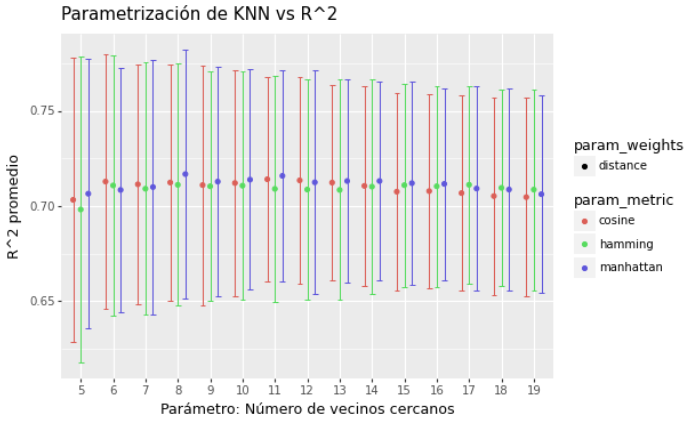 Parametrización de KNN vs R^2
0.75
0.70
0.65
R^2 promedio
5 6 7 8 9 10 11 12 13 14 15 16 17 18 19
Parámetro: Número de vecinos cercanos
param_weights
distance
param_metric
cosine
hamming
manhattan